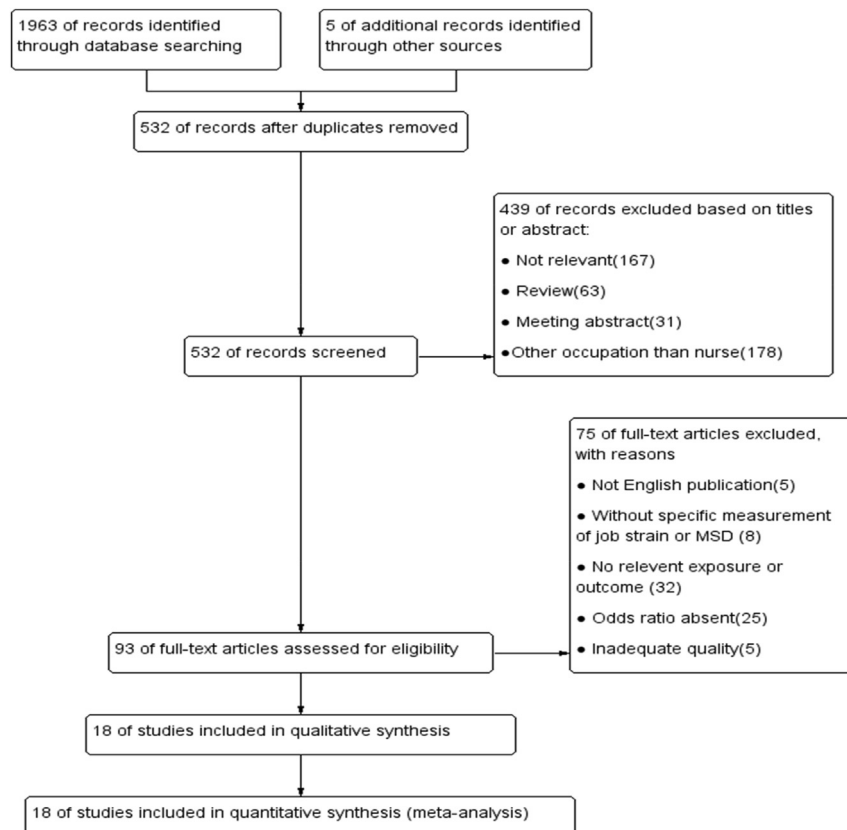 1963 of records identified
through database searching
5 of additional records identified
through other sources
532 of records after duplicates removed
439 of records excluded based on titles
or abstract:
● Not relevant(167)
● Review(63)
● Meeting abstract(31)
●Other occupation than nurse(178)
532 of records screened
75 of full-text articles excluded,
with reasons
● Not English publication(5)
● Without specific measurement
of job strain or MSD (8)
● No relevent exposure or
outcome (32)
● Odds ratio absent(25)
● Inadequate quality(5)
93 of full-text articles assessed for eligibility
18 of studies included in qualitative synthesis
18 of studies included in quantitative synthesis (meta-analysis)